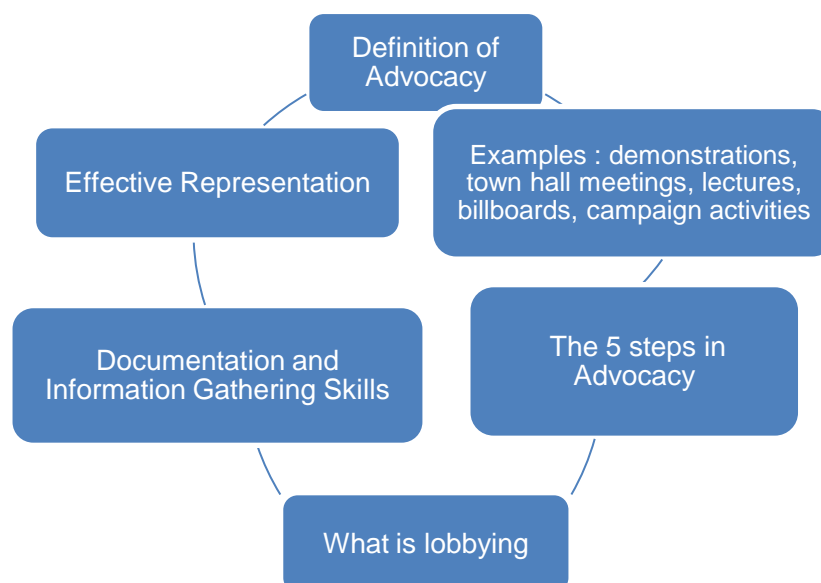 Definition of
Advocacy
Examples : demonstrations,
town hall meetings, lectures,
billboards, campaign activities
The 5 steps in
Advocacy
What is lobbying
Documentation and
Information Gathering Skills
Effective Representation